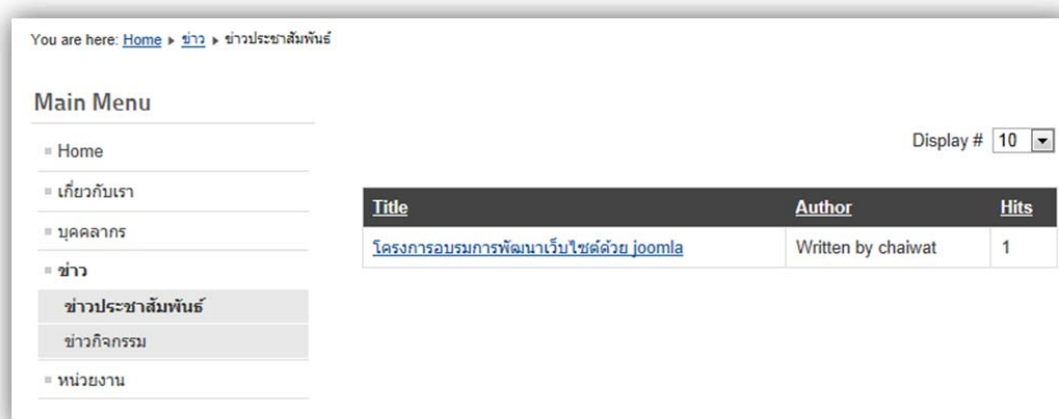 You are here: Home ▸ ข่าว ▸ ข่าวประชาสัมพันธ์
Main Menu
Home
เกี่ยวกับเรา
บุคคลากร
ข่าว
ข่าวประชาสัมพันธ์
ข่าวกิจกรรม
หน่วยงาน
Display # 10
Title Author Hits
โครงการอบรมการพัฒนาเว็บไซต์ด้วย joomla Written by chaiwat 1